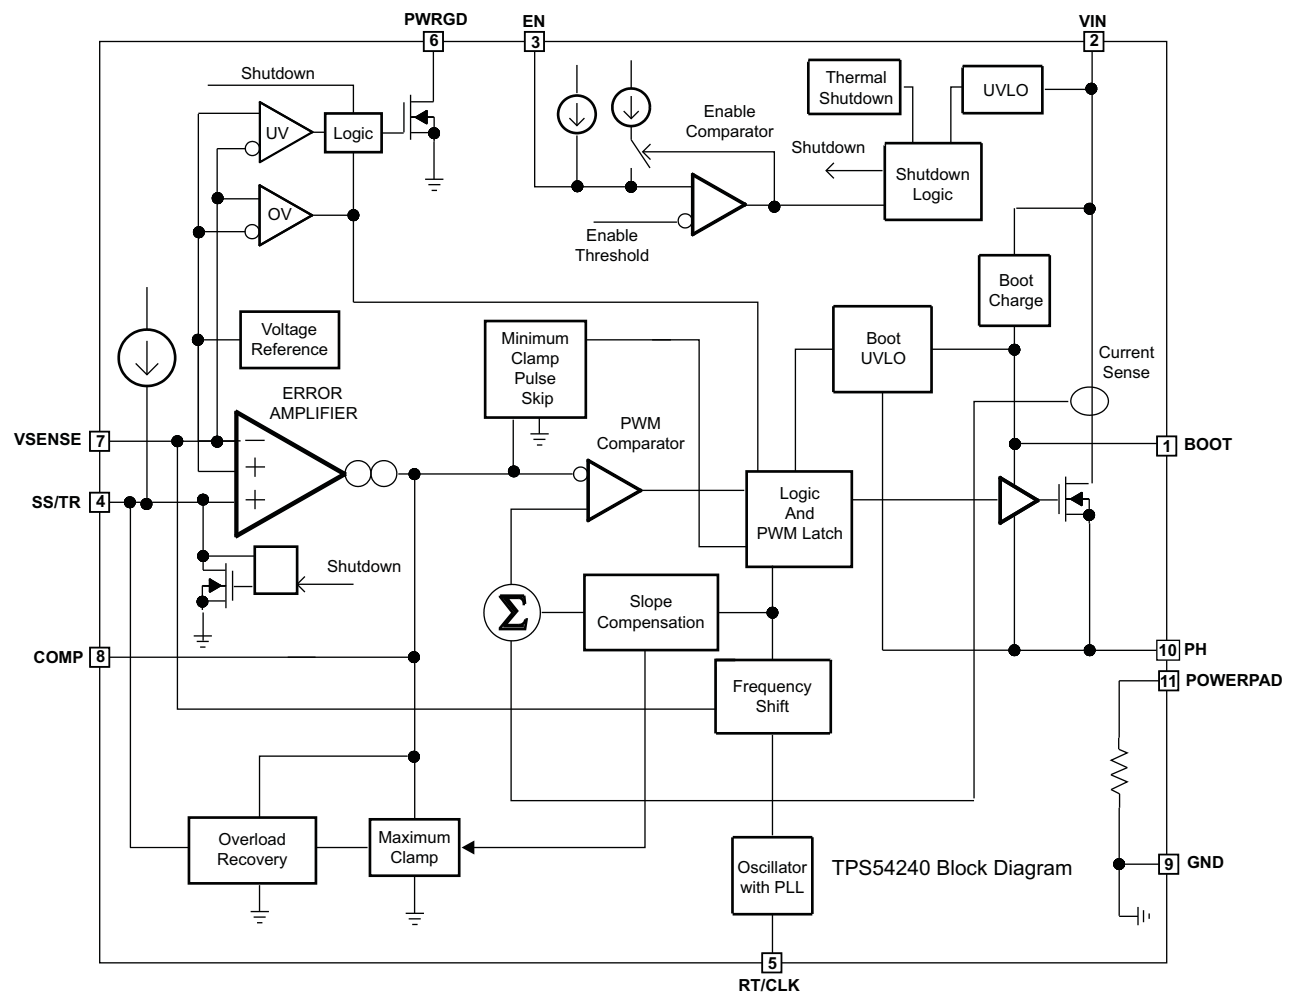 PWRGD
6
EN
3
VIN
2
Shutdown
UV
Logic
OV
Enable
Comparator
Enable
Threshold
Thermal
Shutdown
UVLO
Shutdown
Shutdown
Logic
Boot
Charge
Voltage
Reference
Minimum
Clamp
Pulse
Skip
Boot
UVLO
Current
Sense
ERROR
AMPLIFIER
PWM
Comparator
VSENSE 7
−
+
+
SS/TR 4
1 BOOT
Logic
And
PWM Latch
Shutdown
Σ
Slope
Compensation
COMP 8
10 PH
11 POWERPAD
Frequency
Shift
Overload
Recovery
Maximum
Clamp
Oscillator
with PLL
TPS54240 Block Diagram
9 GND
5
RT/CLK